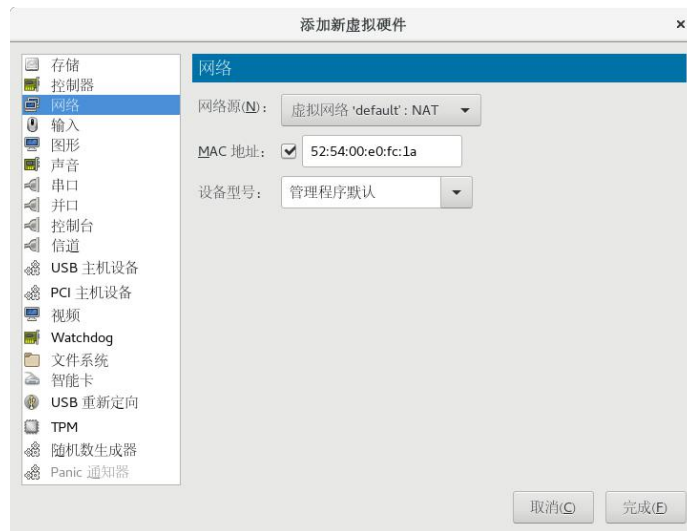 添加新虚拟硬件
×
存储
控制器
网络
输入
图形
声音
串口
并口
控制台
信道
USB 主机设备
PCI 主机设备
视频
Watchdog
文件系统
智能卡
USB 重新定向
TPM
随机数生成器
Panic 通知器
网络
网络源(N)： 虚拟网络 'default' : NAT
MAC 地址： 52:54:00:e0:fc:1a
设备型号： 管理程序默认
取消(C) 完成(F)